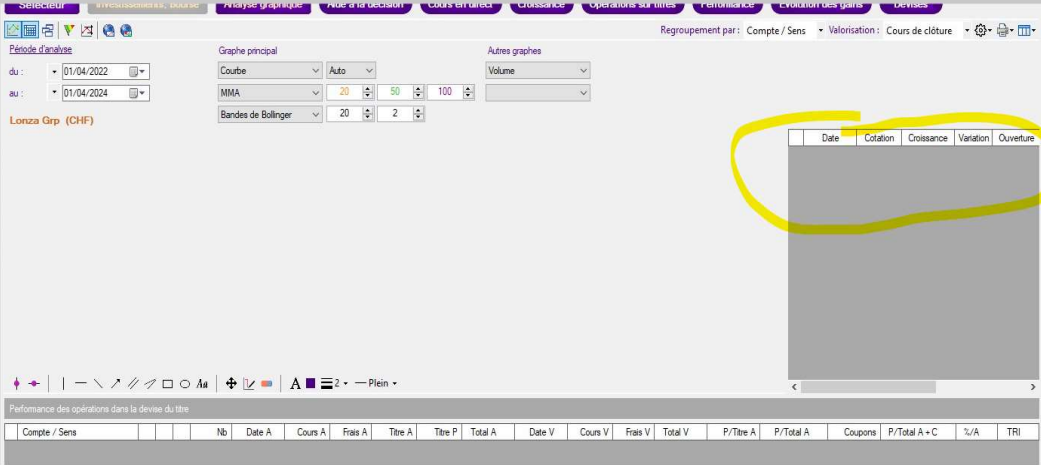 Sélecteur Investissements, Bourse Analyse graphique Aide à la décision Cours en direct Croissance Opérations sur titres Performance Evolution des gains Devises
Regroupement par : Compte / Sens Valorisation : Cours de clôture
Période d'analyse Graphe principal Autres graphes
du : 01/04/2022 Courbe Auto Volume
au : 01/04/2024 MMA 20 50 100
Lonza Grp (CHF) Bandes de Bollinger 20 2
Date Cotation Croissance Variation Ouverture
Aa A 2 Plein
Performance des opérations dans la devise du titre
Compte / Sens Nb Date A Cours A Frais A Titre A Titre P Total A Date V Cours V Frais V Total V P/Titre A P/Total A Coupons P/Total A + C %/A TRI